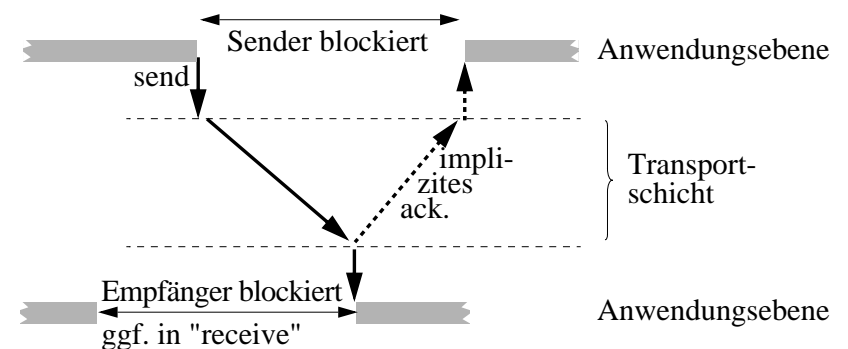 Sender blockiert
Anwendungsebene
send
impli-
zites
ack.
Transport-
schicht
Empfänger blockiert
ggf. in "receive"
Anwendungsebene